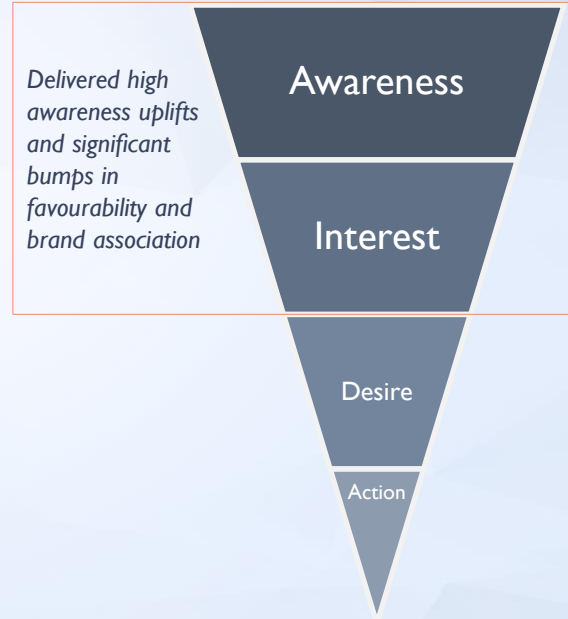 Delivered high
awareness uplifts
and significant
bumps in
favourability and
brand association
Awareness
Interest
Desire
Action